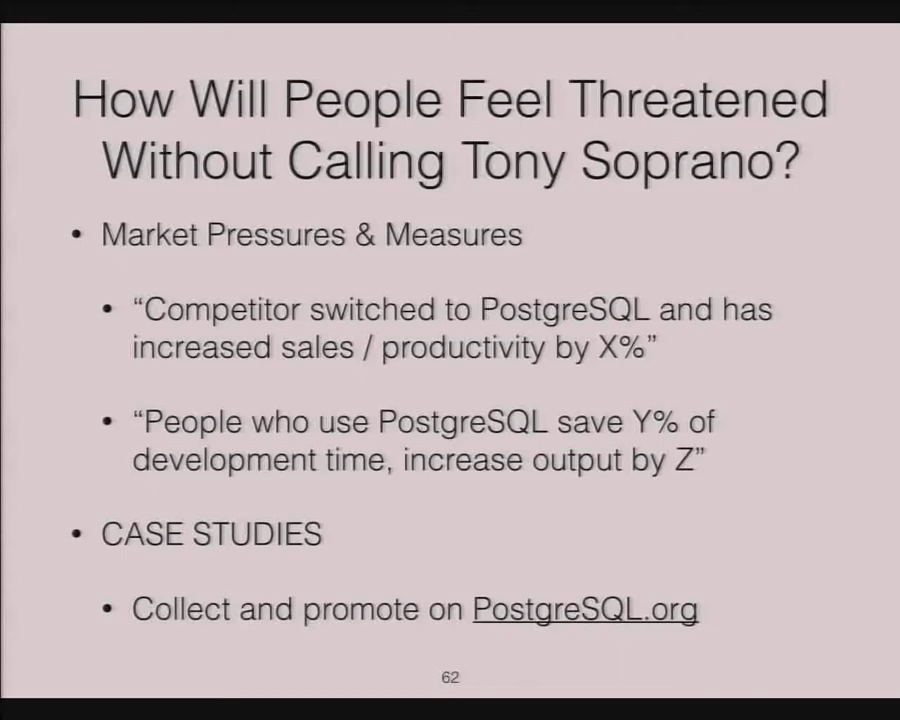 How Will People Feel Threatened
Without Calling Tony Soprano?
• Market Pressures & Measures
• “Competitor switched to PostgreSQL and has
increased sales / productivity by X%”
• “People who use PostgreSQL save Y% of
development time, increase output by Z”
• CASE STUDIES
• Collect and promote on PostgreSQL.org
62